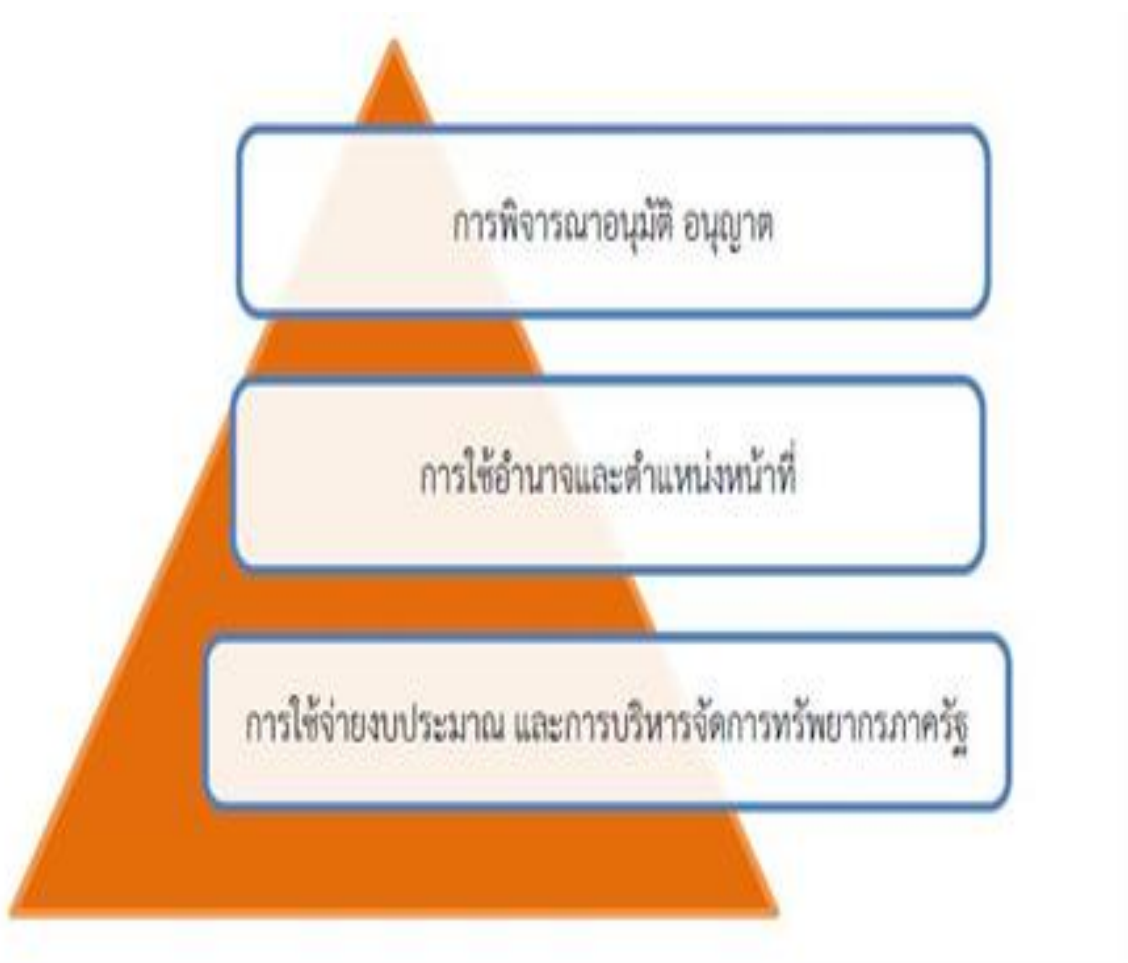 การพิจารณาอนุมัติ อนุญาต
การใช้อำนาจและตำแหน่งหน้าที่
การใช้จ่ายงบประมาณ และการบริหารจัดการทรัพยากรภาครัฐ